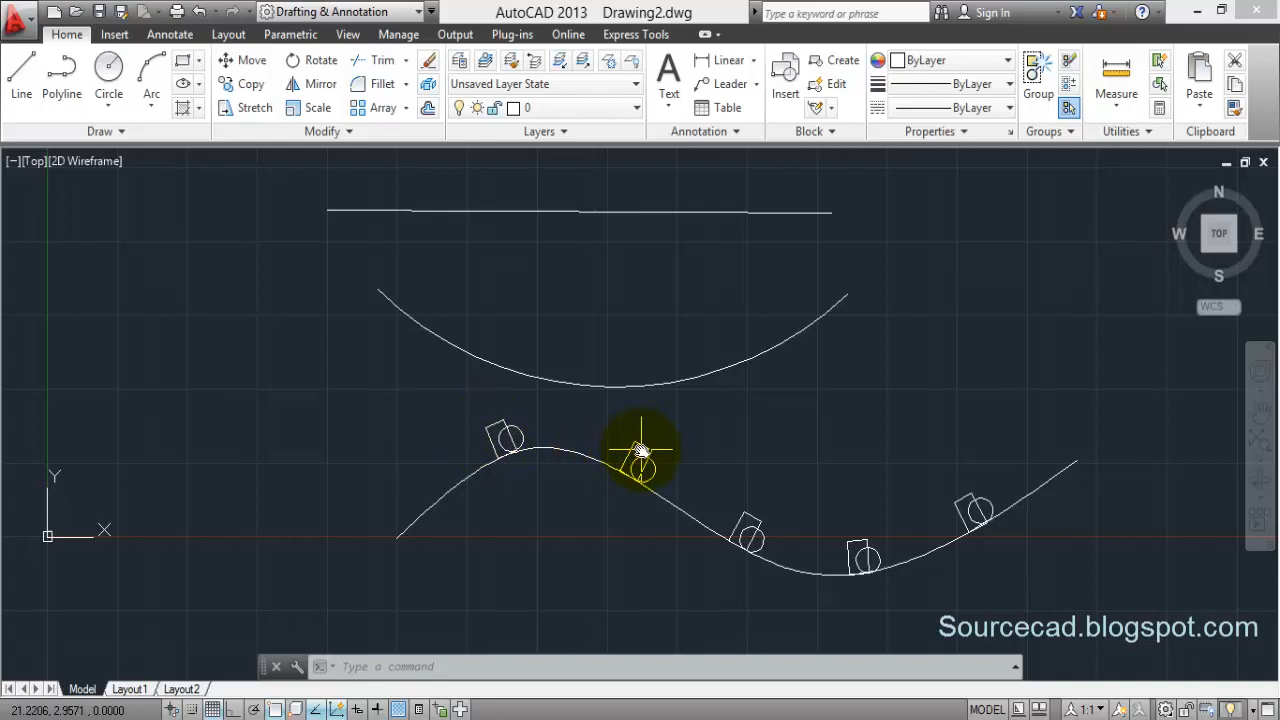 Drafting & Annotation
AutoCAD 2013 Drawing2.dwg
Type a keyword or phrase
Sign In
Home Insert Annotate Layout Parametric View Manage Output Plug-ins Online Express Tools
Line Polyline Circle Arc
Move Rotate Trim
Copy Mirror Fillet
Stretch Scale Array
Unsaved Layer State
0
Text
Linear
Leader
Table
Insert
Create
Edit
ByLayer
ByLayer
ByLayer
Group
Measure
Paste
Draw Modify Layers Annotation Block Properties Groups Utilities Clipboard
[−][Top][2D Wireframe]
N
W TOP E
S
WCS
Y
X
Sourcecad.blogspot.com
Type a command
Model Layout1 Layout2
21.2206, 2.9571, 0.0000
MODEL
1:1